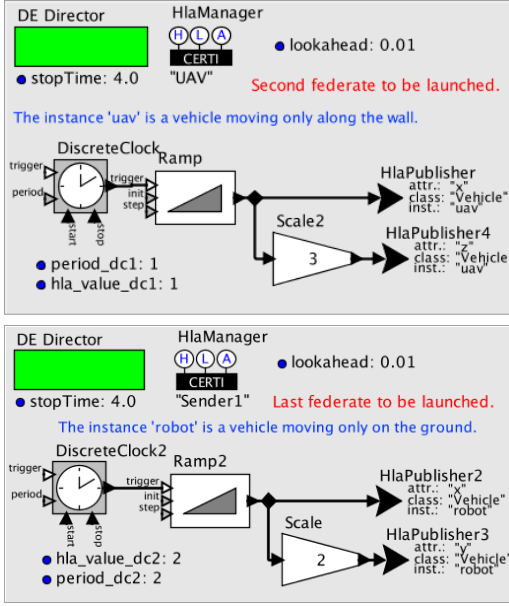 DE Director
HlaManager
H L A
CERTI
lookahead: 0.01
stopTime: 4.0
"UAV"
Second federate to be launched.
The instance 'uav' is a vehicle moving only along the wall.
DiscreteClock
Ramp
trigger
period
start
stop
trigger
init
step
HlaPublisher
attr.: "x"
class: "Vehicle"
inst.: "uav"
Scale2
3
HlaPublisher4
attr.: "z"
class: "Vehicle"
inst.: "uav"
period_dc1: 1
hla_value_dc1: 1
DE Director
HlaManager
H L A
CERTI
lookahead: 0.01
stopTime: 4.0
"Sender1"
Last federate to be launched.
The instance 'robot' is a vehicle moving only on the ground.
DiscreteClock2
Ramp2
trigger
period
start
stop
trigger
init
step
HlaPublisher2
attr.: "x"
class: "Vehicle"
inst.: "robot"
Scale
2
HlaPublisher3
attr.: "y"
class: "Vehicle"
inst.: "robot"
hla_value_dc2: 2
period_dc2: 2